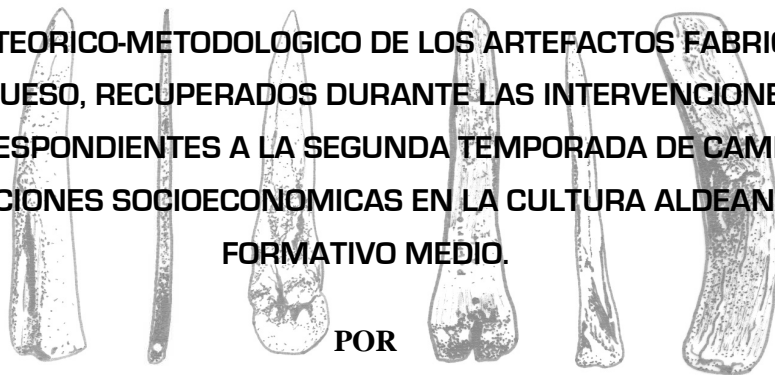 TEORICO-METODOLOGICO DE LOS ARTEFACTOS FABRIC
UESO, RECUPERADOS DURANTE LAS INTERVENCIONE
ESPONDIENTES A LA SEGUNDA TEMPORADA DE CAM
CIONES SOCIOECONOMICAS EN LA CULTURA ALDEAN
FORMATIVO MEDIO.
POR